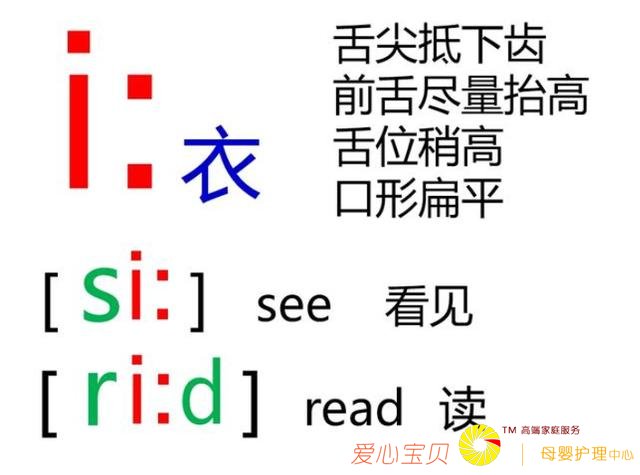 i: 衣
舌尖抵下齿
前舌尽量抬高
舌位稍高
口形扁平
[ si: ] see 看见
[ ri:d ] read 读
TM 高端家庭服务
爱心宝贝 | 母婴护理中心